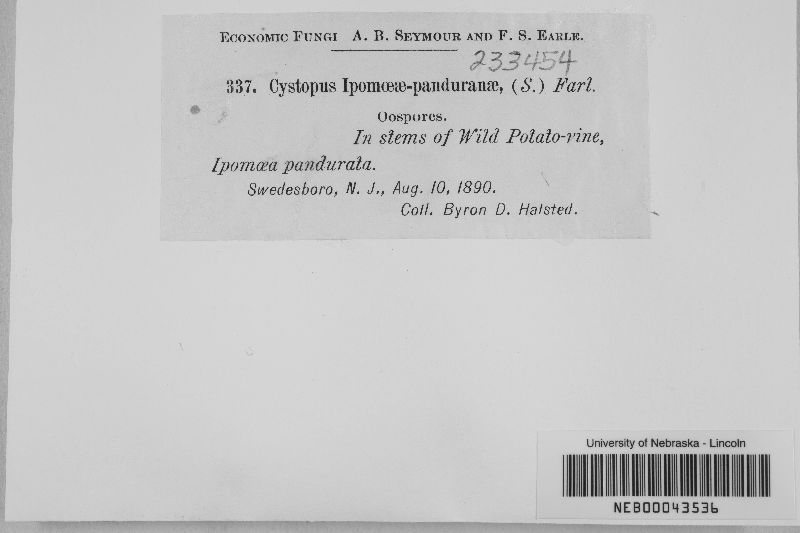 Economic Fungi A. B. Seymour and F. S. Earle.
233454
337. Cystopus Ipomœæ-panduranæ, (S.) Farl.
Oospores.
In stems of Wild Potato-vine,
Ipomœa pandurata.
Swedesboro, N. J., Aug. 10, 1890.
Coll. Byron D. Halsted.
University of Nebraska - Lincoln
NEB00043536